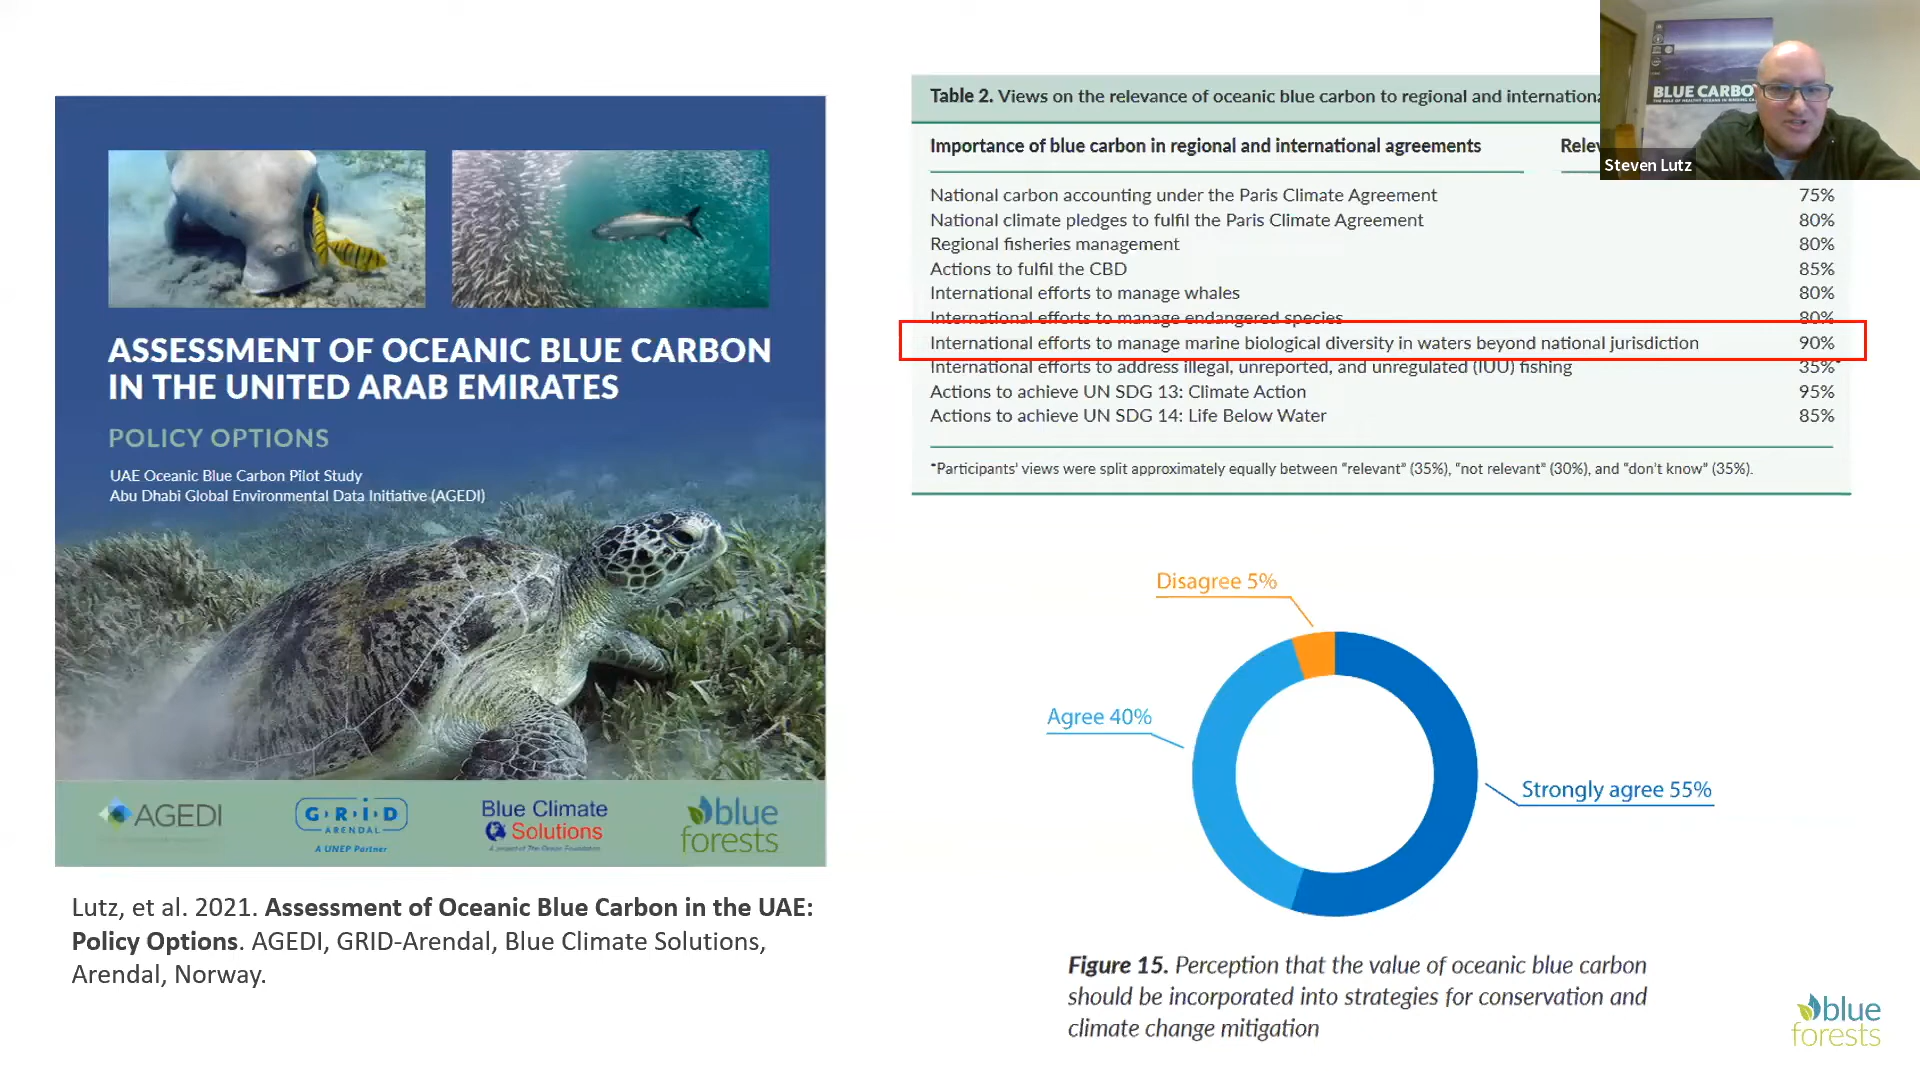 ASSESSMENT OF OCEANIC BLUE CARBON
IN THE UNITED ARAB EMIRATES
POLICY OPTIONS
UAE Oceanic Blue Carbon Pilot Study
Abu Dhabi Global Environmental Data Initiative (AGEDI)
AGEDI
G·R·I·D
ARENDAL
A UNEP Partner
Blue Climate
Solutions
A project of The Ocean Foundation
blue
forests
Lutz, et al. 2021. Assessment of Oceanic Blue Carbon in the UAE:
Policy Options. AGEDI, GRID-Arendal, Blue Climate Solutions,
Arendal, Norway.
Table 2. Views on the relevance of oceanic blue carbon to regional and internationa
Importance of blue carbon in regional and international agreements Relev
National carbon accounting under the Paris Climate Agreement 75%
National climate pledges to fulfil the Paris Climate Agreement 80%
Regional fisheries management 80%
Actions to fulfil the CBD 85%
International efforts to manage whales 80%
International efforts to manage endangered species 80%
International efforts to manage marine biological diversity in waters beyond national jurisdiction 90%
International efforts to address illegal, unreported, and unregulated (IUU) fishing 35%*
Actions to achieve UN SDG 13: Climate Action 95%
Actions to achieve UN SDG 14: Life Below Water 85%
*Participants' views were split approximately equally between "relevant" (35%), "not relevant" (30%), and "don't know" (35%).
BLUE CARBO
Steven Lutz
Disagree 5%
Agree 40%
Strongly agree 55%
Figure 15. Perception that the value of oceanic blue carbon
should be incorporated into strategies for conservation and
climate change mitigation
blue
forests